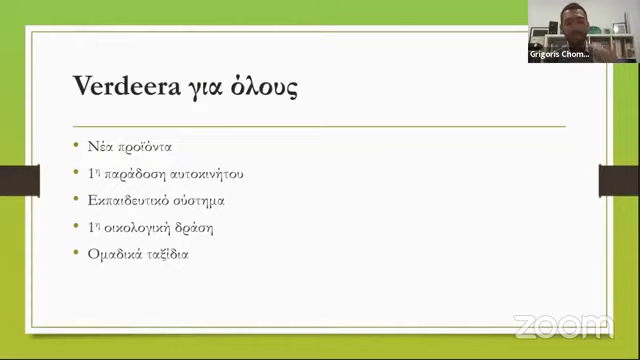 Grigoris Chom...
Verdeera για όλους
• Νέα προϊόντα
• 1η παράδοση αυτοκινήτου
• Εκπαιδευτικό σύστημα
• 1η οικολογική δράση
• Ομαδικά ταξίδια
zoom